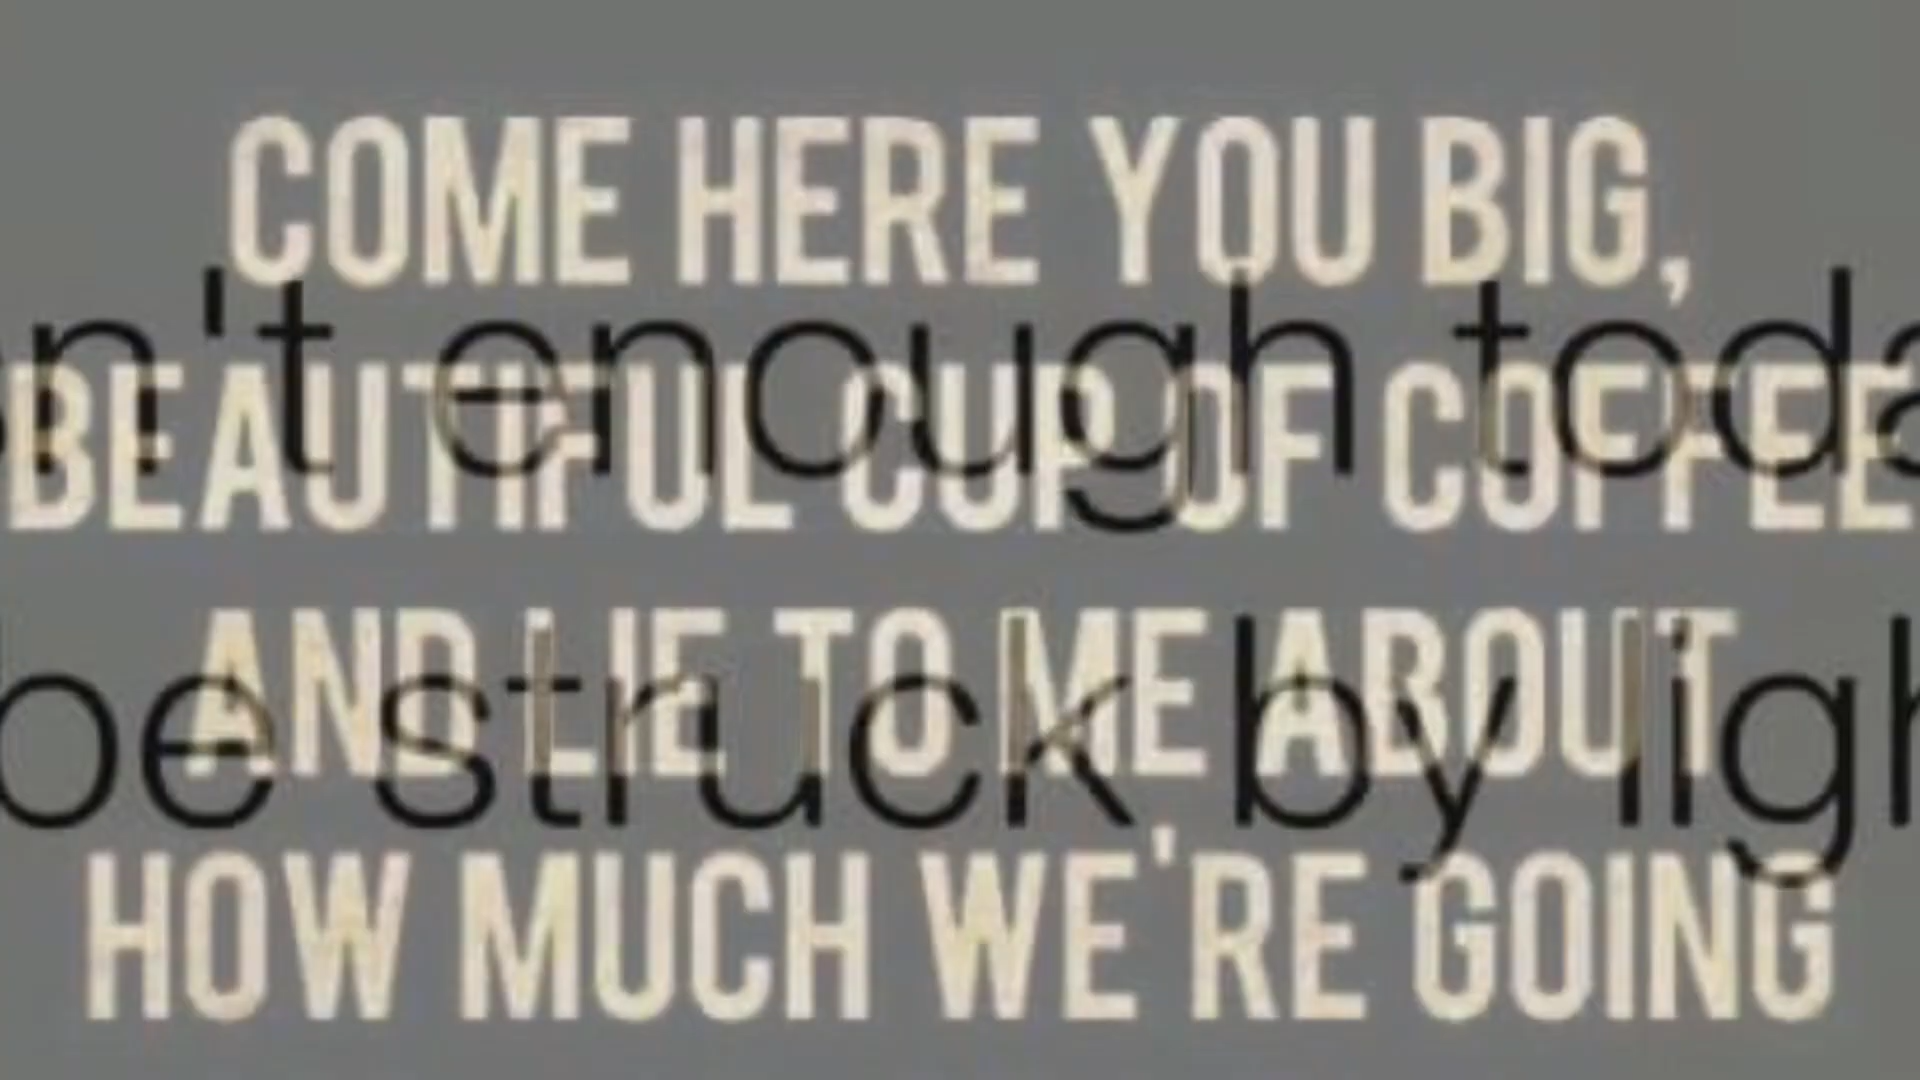 COME HERE YOU BIG,
n't enough toda
BEAUTIFUL CUP OF COFFEE
AND LIE TO ME ABOUT
be struck by ligh
HOW MUCH WE'RE GOING